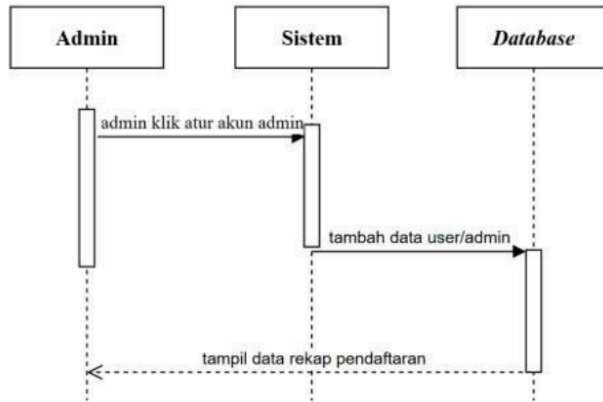 Admin
Sistem
Database
admin klik atur akun admin
tambah data user/admin
tampil data rekap pendaftaran